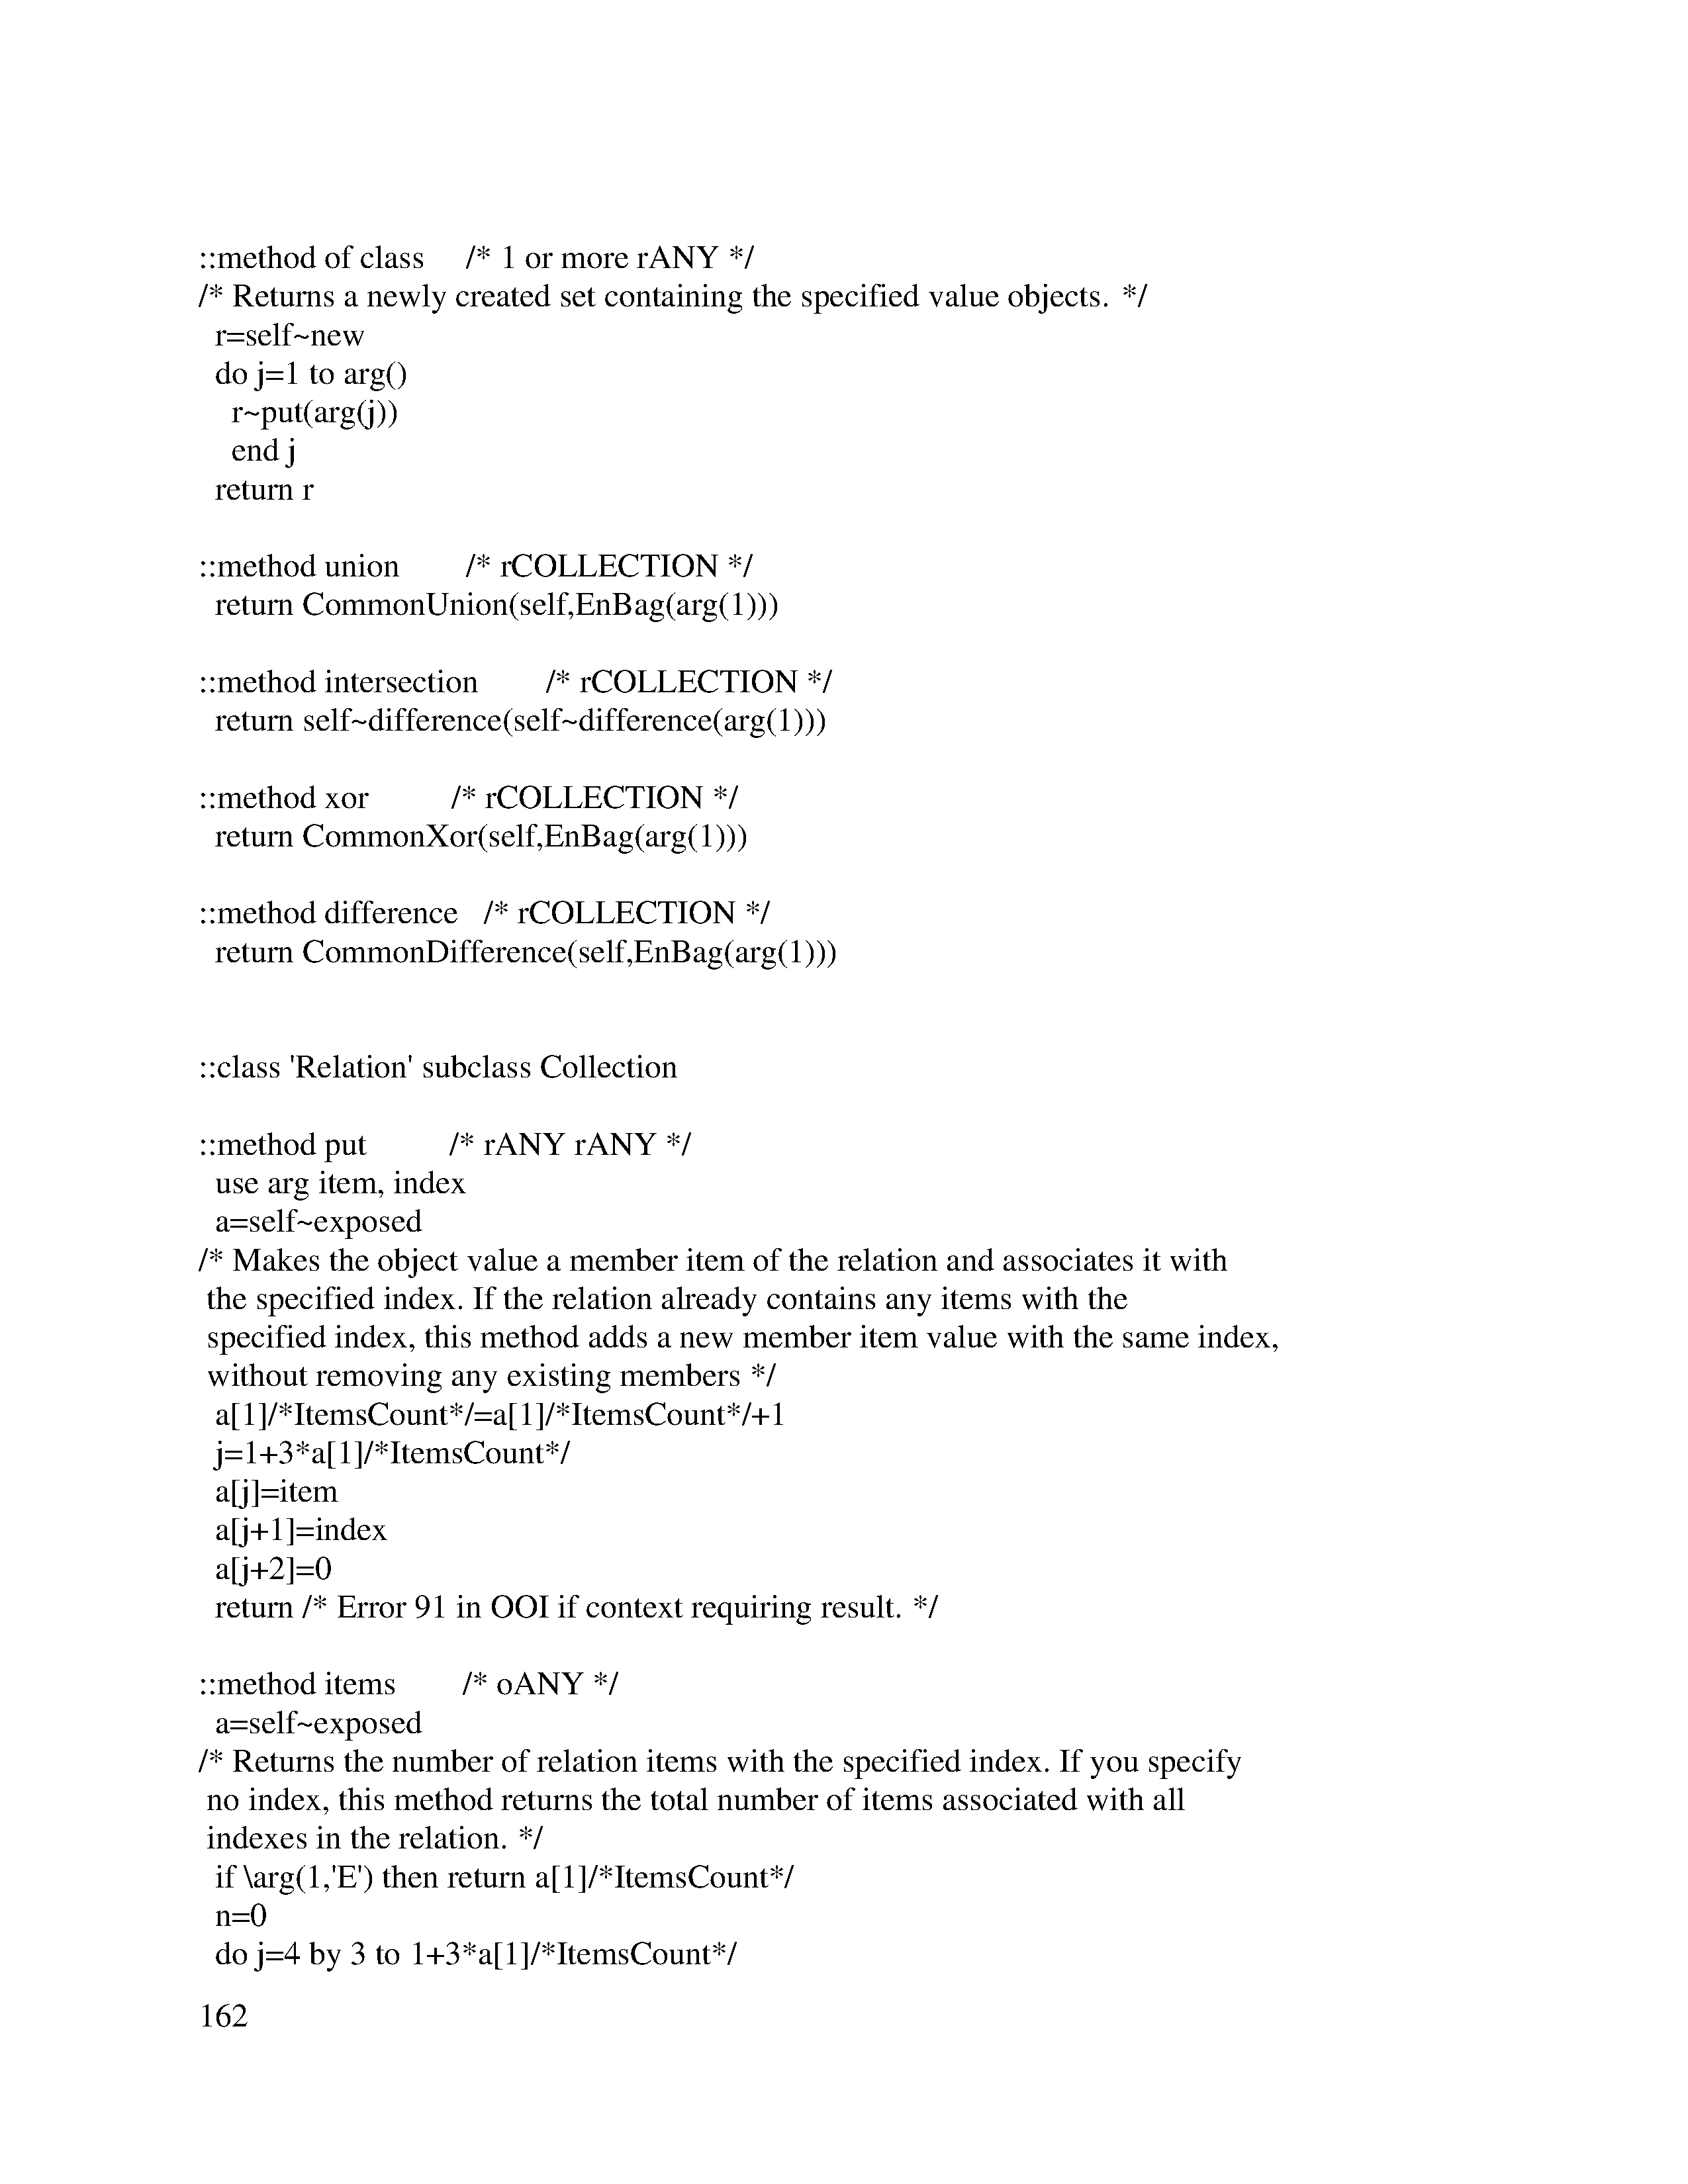 ::method of class     /* 1 or more rANY */
/* Returns a newly created set containing the specified value objects.  */
  r=self~new
  do j=1 to arg()
    r~put(arg(j))
    end j
  return r

::method union        /* rCOLLECTION */
  return CommonUnion(self,EnBag(arg(1)))

::method intersection        /* rCOLLECTION */
  return self~difference(self~difference(arg(1)))

::method xor          /* rCOLLECTION */
  return CommonXor(self,EnBag(arg(1)))

::method difference   /* rCOLLECTION */
  return CommonDifference(self,EnBag(arg(1)))

::class 'Relation' subclass Collection

::method put          /* rANY rANY */
  use arg item, index
  a=self~exposed
/* Makes the object value a member item of the relation and associates it with
 the specified index. If the relation already contains any items with the
 specified index, this method adds a new member item value with the same index,
 without removing any existing members */
  a[1]/*ItemsCount*/=a[1]/*ItemsCount*/+1
  j=1+3*a[1]/*ItemsCount*/
  a[j]=item
  a[j+1]=index
  a[j+2]=0
  return /* Error 91 in OOI if context requiring result. */

::method items        /* oANY */
  a=self~exposed
/* Returns the number of relation items with the specified index. If you specify
 no index, this method returns the total number of items associated with all
 indexes in the relation. */
  if \arg(1,'E') then return a[1]/*ItemsCount*/
  n=0
  do j=4 by 3 to 1+3*a[1]/*ItemsCount*/
162